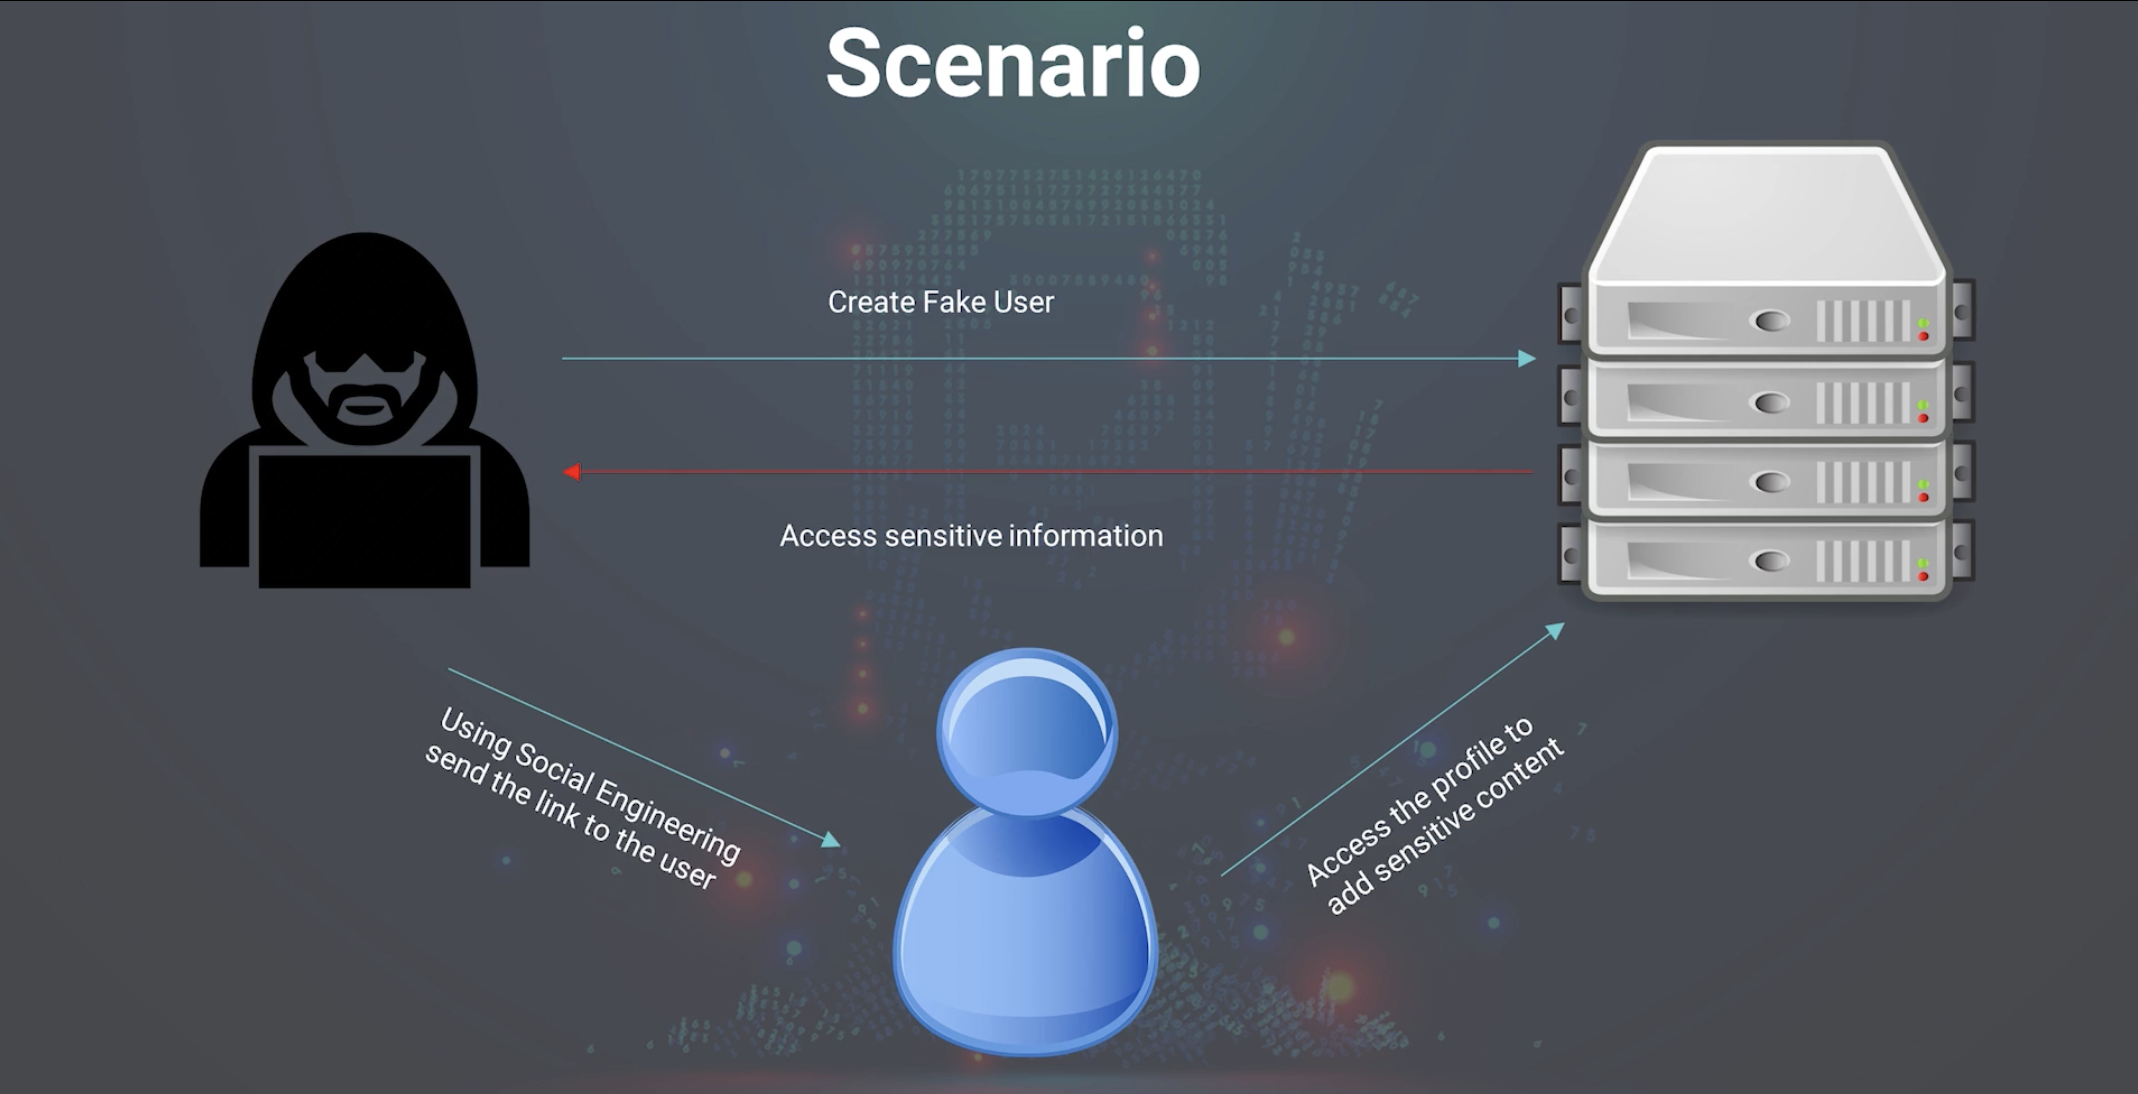 Scenario
Create Fake User
Access sensitive information
Using Social Engineering
send the link to the user
Access the profile to
add sensitive content